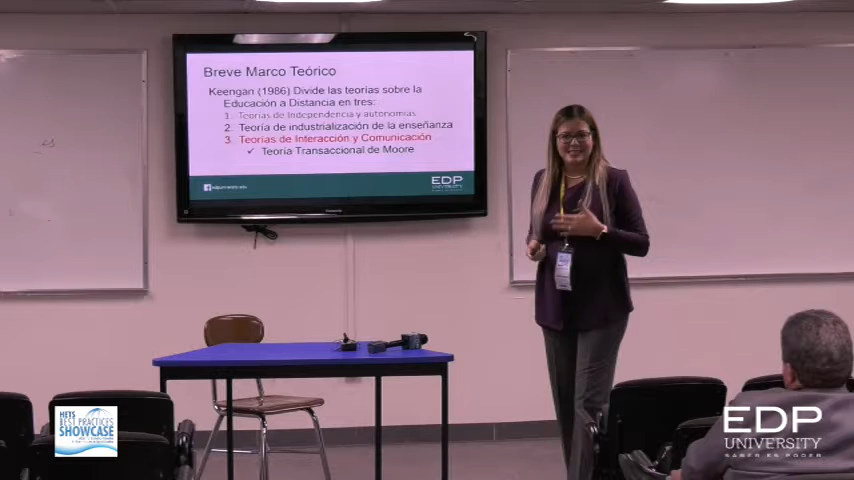 Breve Marco Teórico
Keengan (1986) Divide las teorías sobre la
Educación a Distancia en tres:
1. Teorías de Independencia y autonomías
2. Teoría de industrialización de la enseñanza
3. Teorías de Interacción y Comunicación
✓ Teoría Transaccional de Moore
EDP
UNIVERSITY
HETS
BEST PRACTICES
SHOWCASE
EDP
UNIVERSITY
SABER ES PODER